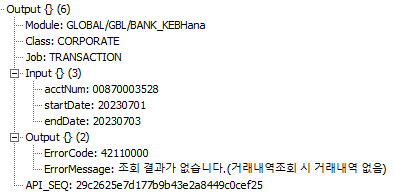 Output {} (6)
Module: GLOBAL/GBL/BANK_KEBHana
Class: CORPORATE
Job: TRANSACTION
Input {} (3)
acctNum: 00870003528
startDate: 20230701
endDate: 20230703
Output {} (2)
ErrorCode: 42110000
ErrorMessage: 조회 결과가 없습니다.(거래내역조회 시 거래내역 없음)
API_SEQ: 29c2625e7d177b9b43e2a8449c0cef25